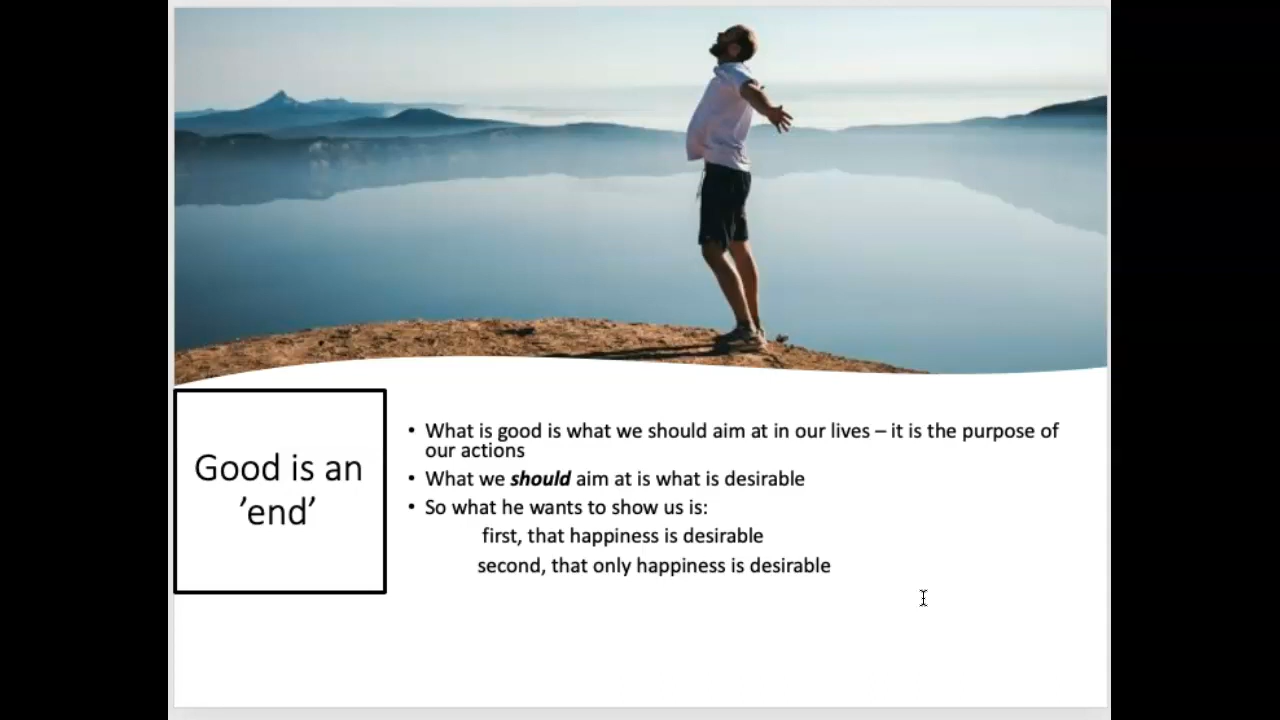 Good is an
’end’
• What is good is what we should aim at in our lives – it is the purpose of
our actions
• What we should aim at is what is desirable
• So what he wants to show us is:
first, that happiness is desirable
second, that only happiness is desirable